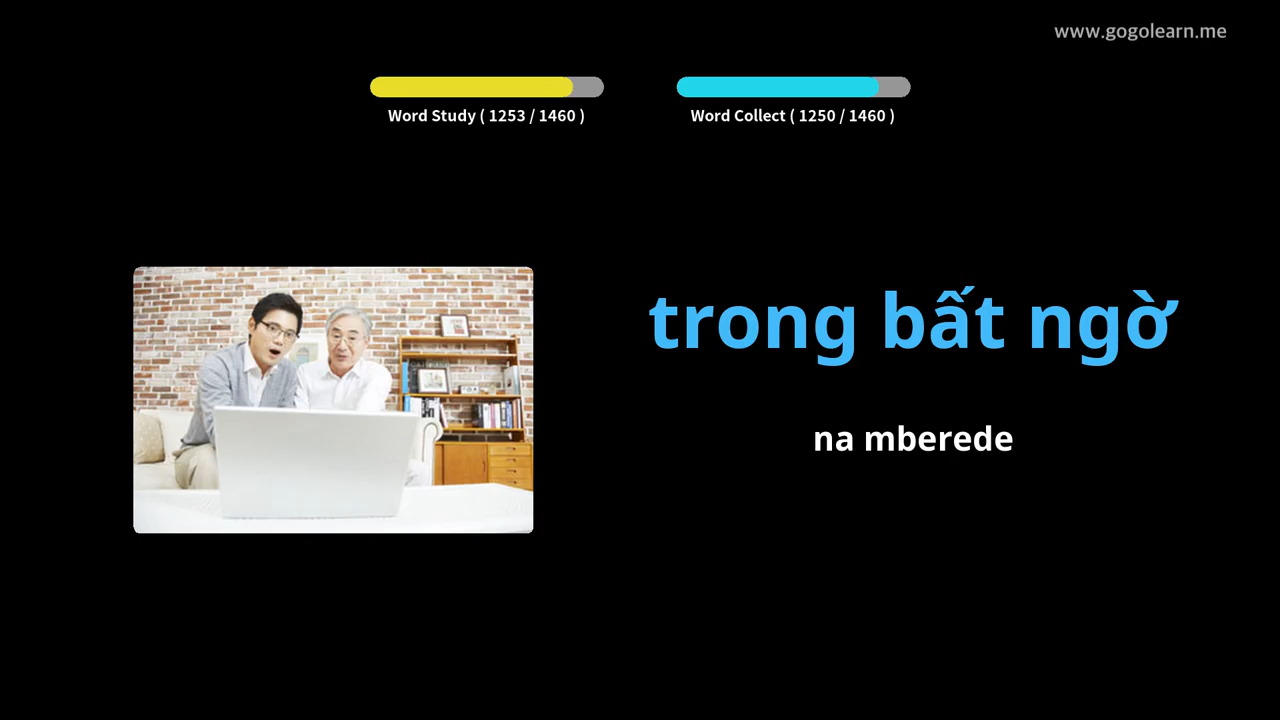 www.gogolearn.me
Word Study ( 1253 / 1460 )
Word Collect ( 1250 / 1460 )
trong bất ngờ
na mberede